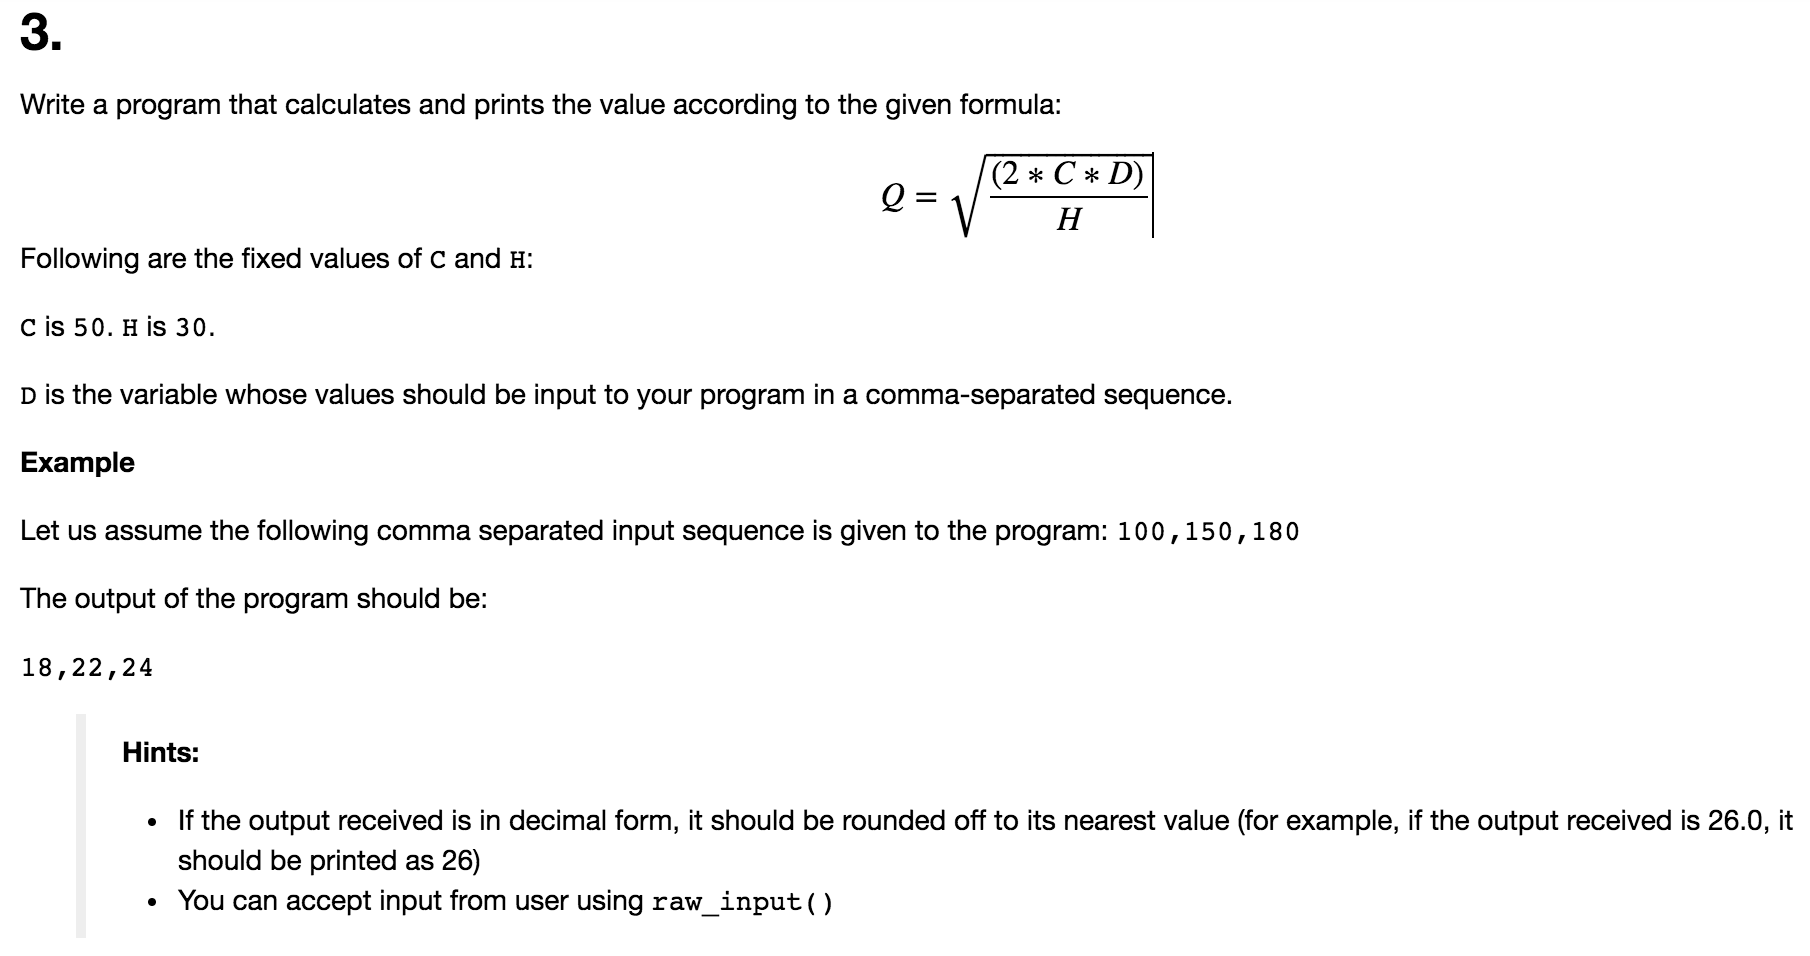 3.
Write a program that calculates and prints the value according to the given formula:
Q = √((2 * C * D) / H)
Following are the fixed values of C and H:
C is 50. H is 30.
D is the variable whose values should be input to your program in a comma-separated sequence.
Example
Let us assume the following comma separated input sequence is given to the program: 100,150,180
The output of the program should be:
18,22,24
Hints:
• If the output received is in decimal form, it should be rounded off to its nearest value (for example, if the output received is 26.0, it
should be printed as 26)
• You can accept input from user using raw_input()